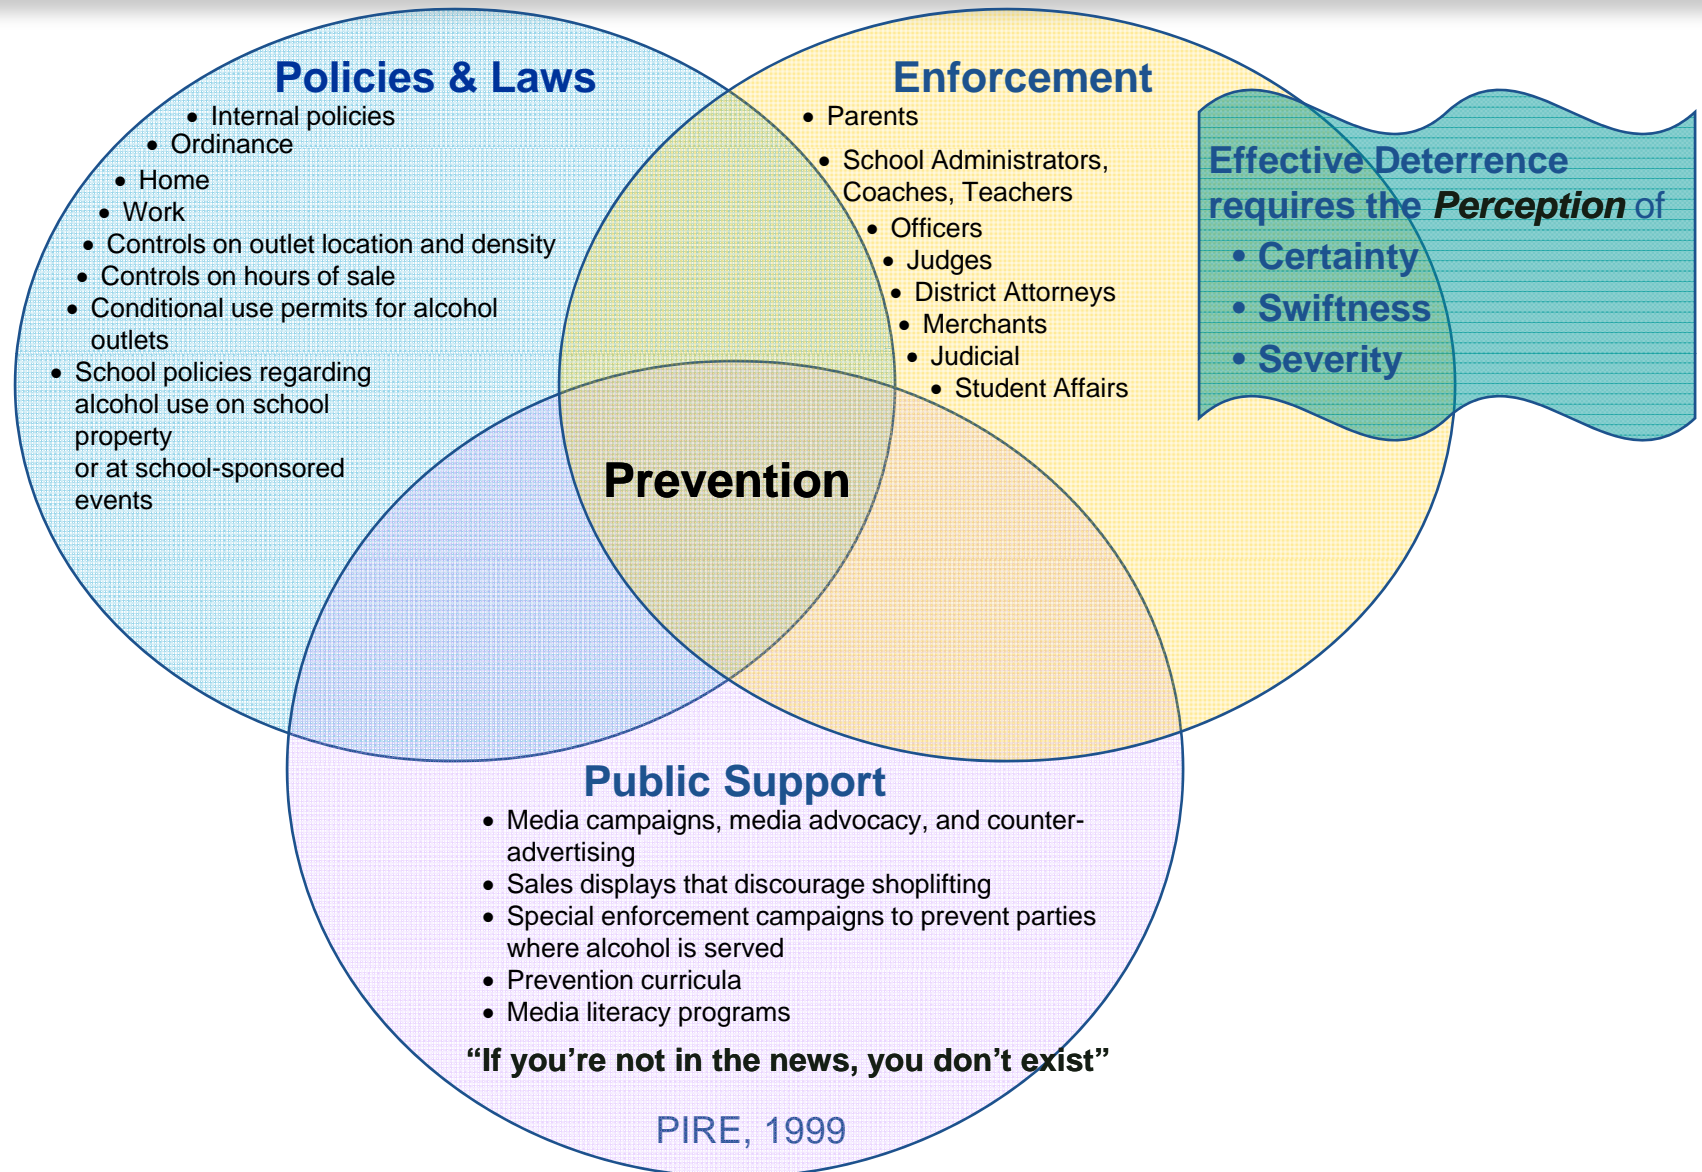 Policies & Laws
• Internal policies
• Ordinance
• Home
• Work
• Controls on outlet location and density
• Controls on hours of sale
• Conditional use permits for alcohol
outlets
• School policies regarding
alcohol use on school
property
or at school-sponsored
events
Enforcement
• Parents
• School Administrators,
Coaches, Teachers
• Officers
• Judges
• District Attorneys
• Merchants
• Judicial
• Student Affairs
Effective Deterrence
requires the Perception of
• Certainty
• Swiftness
• Severity
Prevention
Public Support
• Media campaigns, media advocacy, and counter-
advertising
• Sales displays that discourage shoplifting
• Special enforcement campaigns to prevent parties
where alcohol is served
• Prevention curricula
• Media literacy programs
“If you’re not in the news, you don’t exist”
PIRE, 1999